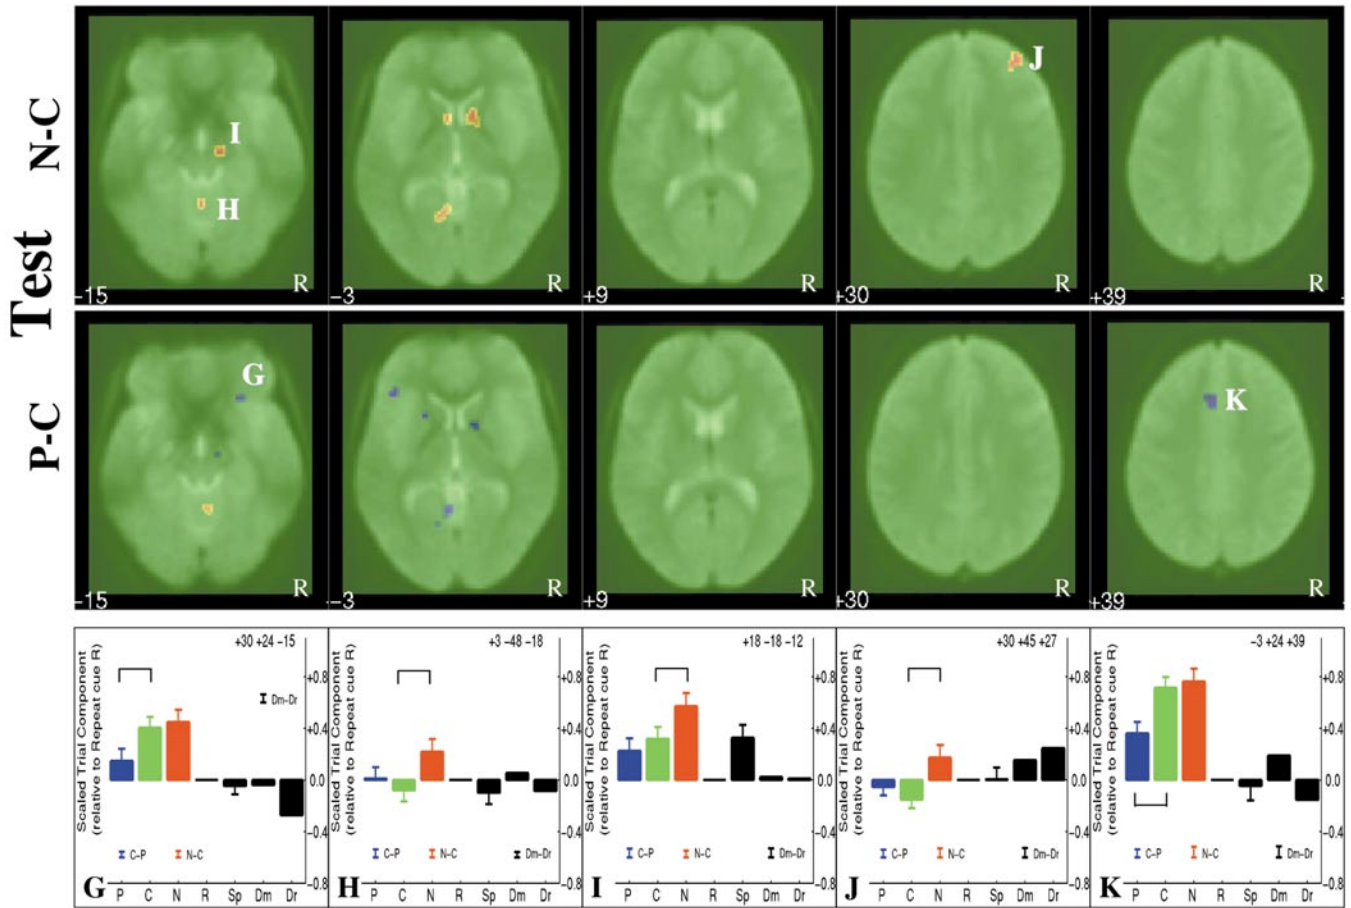 Test
N-C
I
H
J
-15
R
-3
R
+9
R
+30
R
+39
R
P-C
G
K
-15
R
-3
R
+9
R
+30
R
+39
R
Scaled Trial Component
(relative to Repeat cue R)
+30 +24 -15
+0.8
+0.4
0.0
-0.4
-0.8
Dm-Dr
C-P
N-C
G
P C N R Sp Dm Dr
Scaled Trial Component
(relative to Repeat cue R)
+3 -48 -18
+0.8
+0.4
0.0
-0.4
-0.8
C-P
N-C
Dm-Dr
H
P C N R Sp Dm Dr
Scaled Trial Component
(relative to Repeat cue R)
+18 -18 -12
+0.8
+0.4
0.0
-0.4
-0.8
C-P
N-C
Dm-Dr
I
P C N R Sp Dm Dr
Scaled Trial Component
(relative to Repeat cue R)
+30 +45 +27
+0.8
+0.4
0.0
-0.4
-0.8
C-P
N-C
Dm-Dr
J
P C N R Sp Dm Dr
Scaled Trial Component
(relative to Repeat cue R)
-3 +24 +39
+0.8
+0.4
0.0
-0.4
-0.8
C-P
N-C
Dm-Dr
K
P C N R Sp Dm Dr